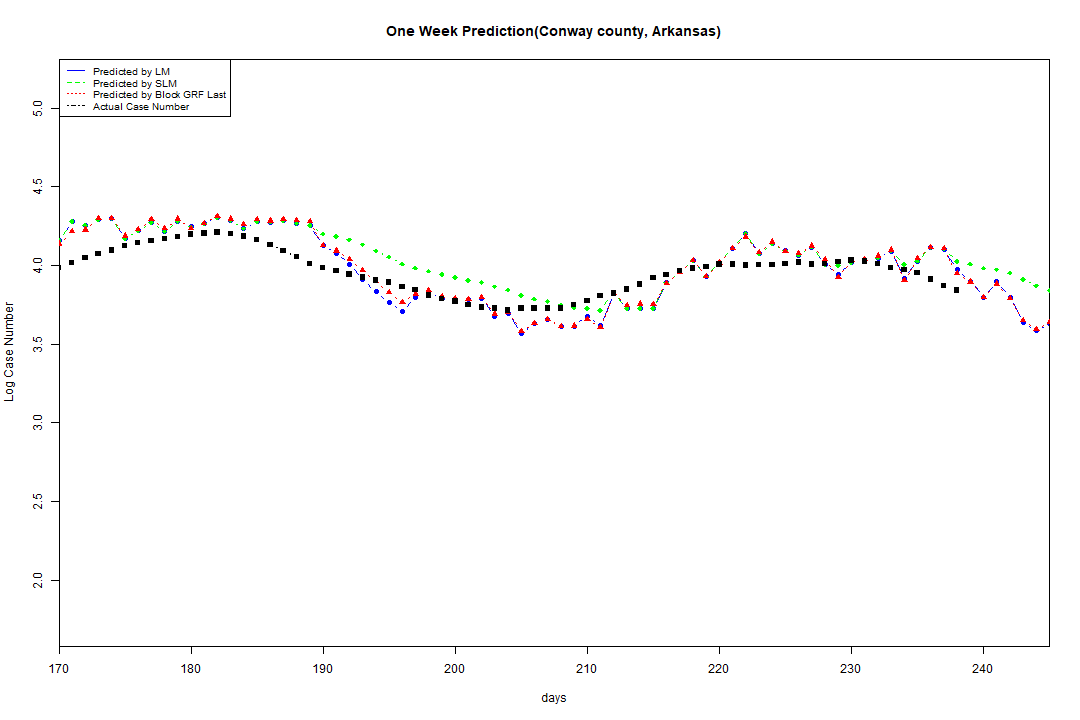 One Week Prediction(Conway county, Arkansas)
Predicted by LM
Predicted by SLM
Predicted by Block GRF Last
Actual Case Number
5.0
4.5
4.0
3.5
3.0
2.5
2.0
Log Case Number
170 180 190 200 210 220 230 240
days